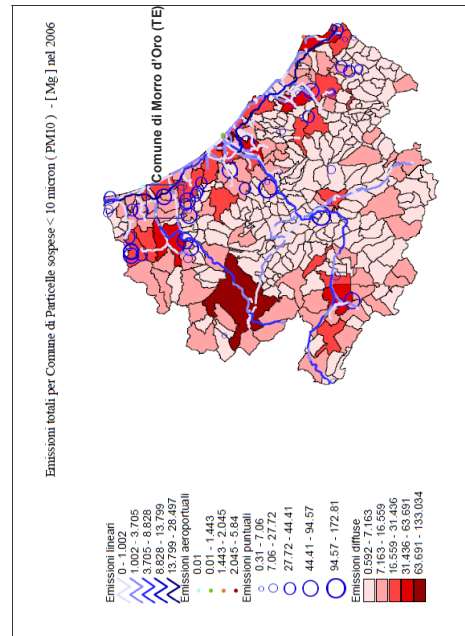 Emissioni totali per Comune di Particelle sospese < 10 micron ( PM10 ) - [ Mg ] nel 2006
Comune di Morro d'Oro (TE)
Emissioni lineari
0 - 1.002
1.002 - 3.705
3.705 - 8.828
8.828 - 13.799
13.799 - 28.497
Emissioni aeroportuali
0.01
0.01 - 1.443
1.443 - 2.045
2.045 - 5.84
Emissioni puntuali
0.31 - 7.06
7.06 - 27.72
27.72 - 44.41
44.41 - 94.57
94.57 - 172.81
Emissioni diffuse
0.592 - 7.163
7.163 - 16.559
16.559 - 31.436
31.436 - 63.691
63.691 - 133.034